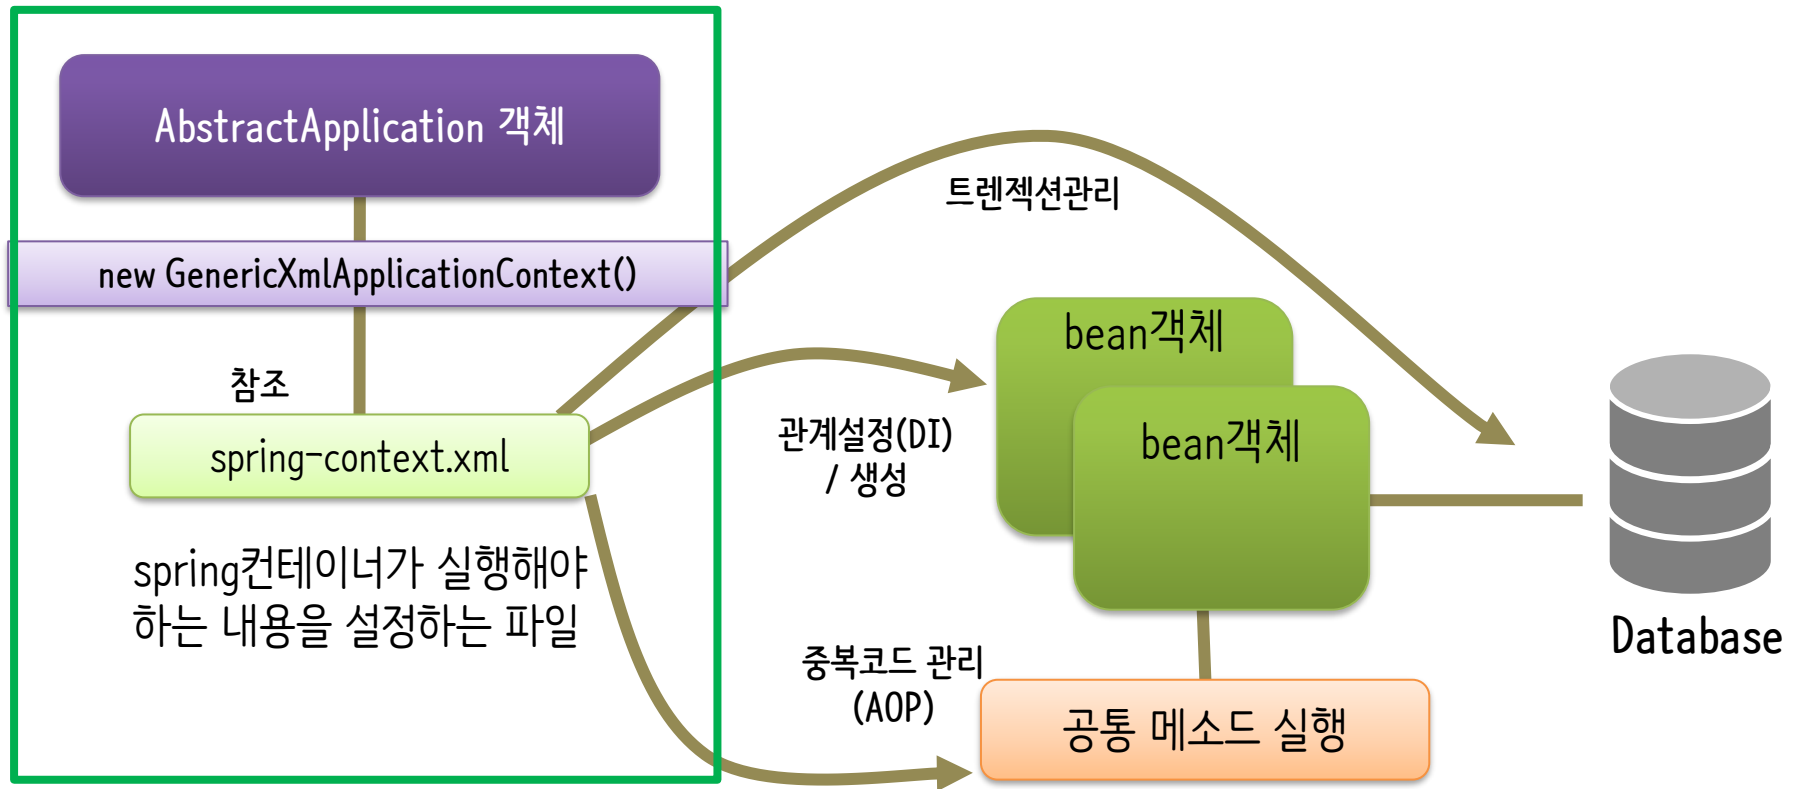 AbstractApplication 객체
new GenericXmlApplicationContext()
참조
spring-context.xml
spring컨테이너가 실행해야
하는 내용을 설정하는 파일
트렌젝션관리
관계설정(DI)
/ 생성
bean객체
bean객체
중복코드 관리
(AOP)
공통 메소드 실행
Database